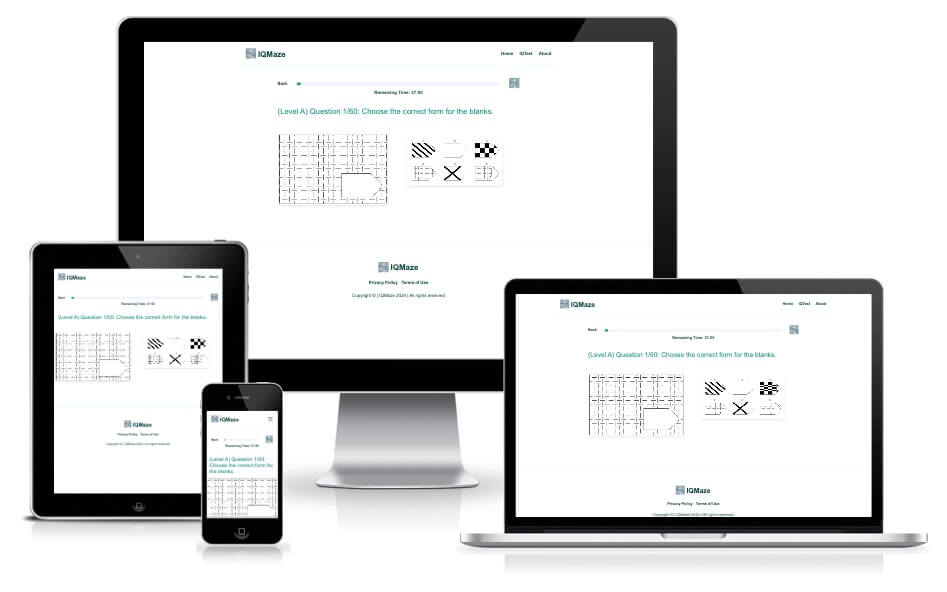 IQMaze
Home IQTest About
Back
Remaining Time: 37:55
(Level A) Question 1/60: Choose the correct form for the blanks.
IQMaze
Privacy Policy Terms of Use
Copyright © | IQMaze 2024 | All rights reserved
IQMaze
Home IQTest About
Back
Remaining Time: 37:55
(Level A) Question 1/60: Choose the correct form for the blanks.
IQMaze
Privacy Policy Terms of Use
Copyright © | IQMaze 2024 | All rights reserved
IQMaze
Back
Remaining Time: 37:55
(Level A) Question 1/60:
Choose the correct form for
the blanks.
IQMaze
Home IQTest About
Back
Remaining Time: 37:55
(Level A) Question 1/60: Choose the correct form for the blanks.
IQMaze
Privacy Policy Terms of Use
Copyright © | IQMaze 2024 | All rights reserved